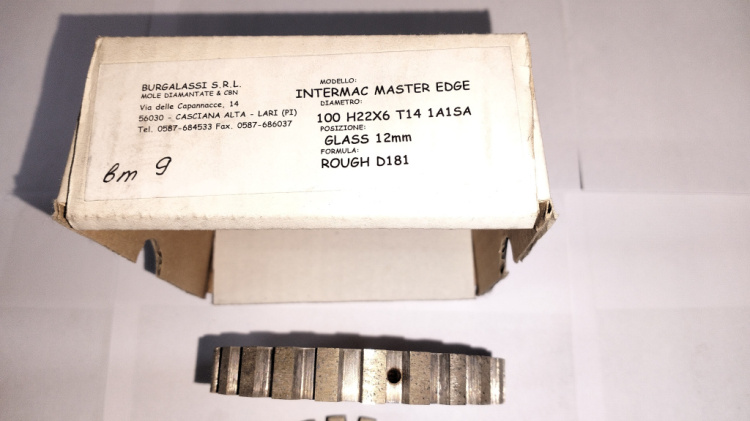 BURGALASSI S.R.L.
MOLE DIAMANTATE & CBN
Via delle Capannacce, 14
56030 - CASCIANA ALTA - LARI (PI)
Tel. 0587-684533 Fax. 0587-686037
MODELLO:
INTERMAC MASTER EDGE
DIAMETRO:
100 H22X6 T14 1A1SA
POSIZIONE:
GLASS 12mm
FORMULA:
ROUGH D181
вт 9